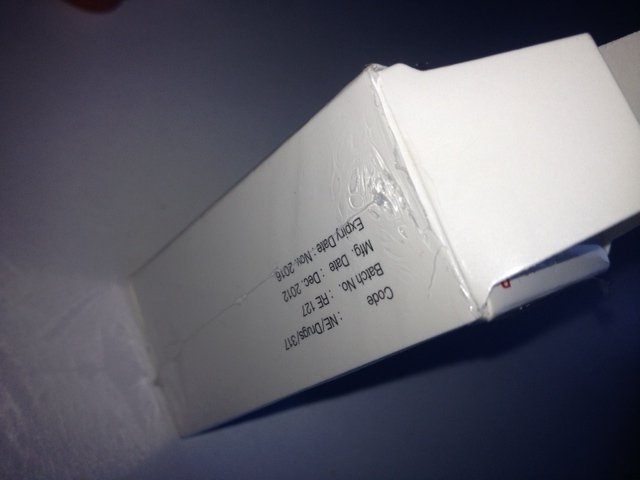 Code : NE/Drugs/317
Batch No. : RE 127
Mfg. Date : Dec. 2012
Expiry Date : Nov. 2016